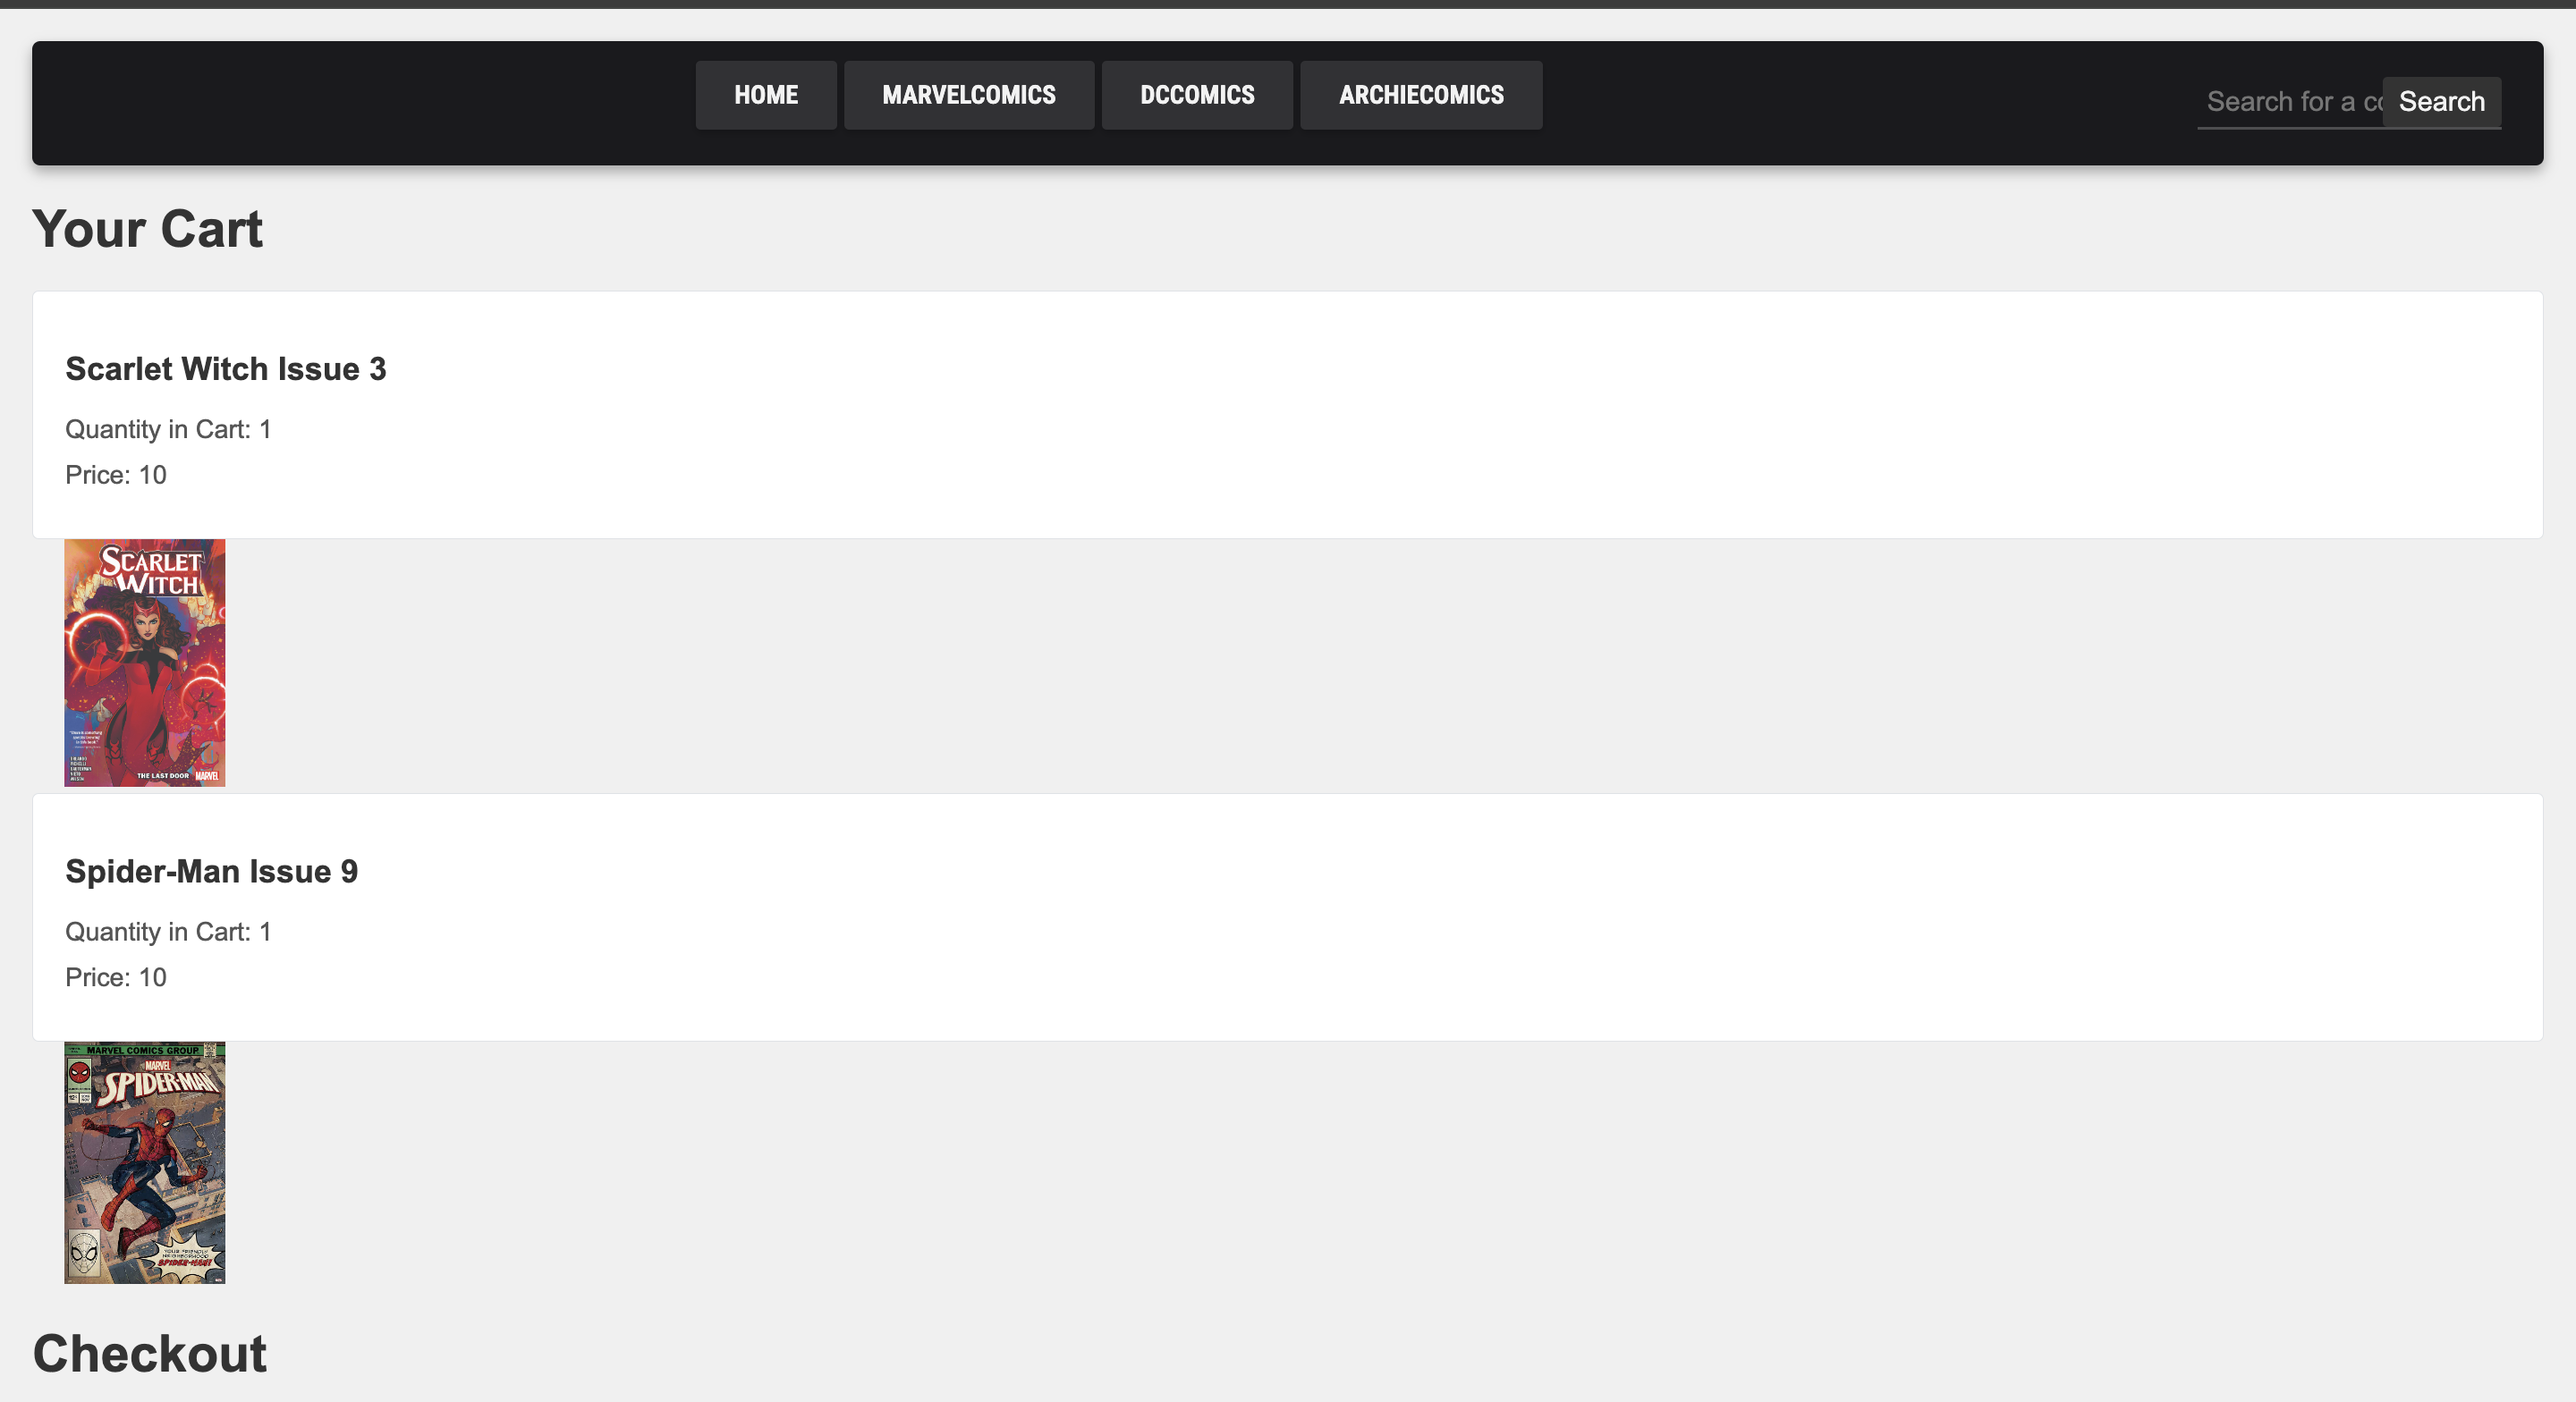 HOME MARVELCOMICS DCCOMICS ARCHIECOMICS
Search for a co Search
Your Cart
Scarlet Witch Issue 3
Quantity in Cart: 1
Price: 10
SCARLET
WITCH
THE LAST DOOR MARVEL
Spider-Man Issue 9
Quantity in Cart: 1
Price: 10
MARVEL COMICS GROUP
MARVEL
SPIDER-MAN
YOUR FRIENDLY
NEIGHBORHOOD
SPIDER-MAN!
Checkout